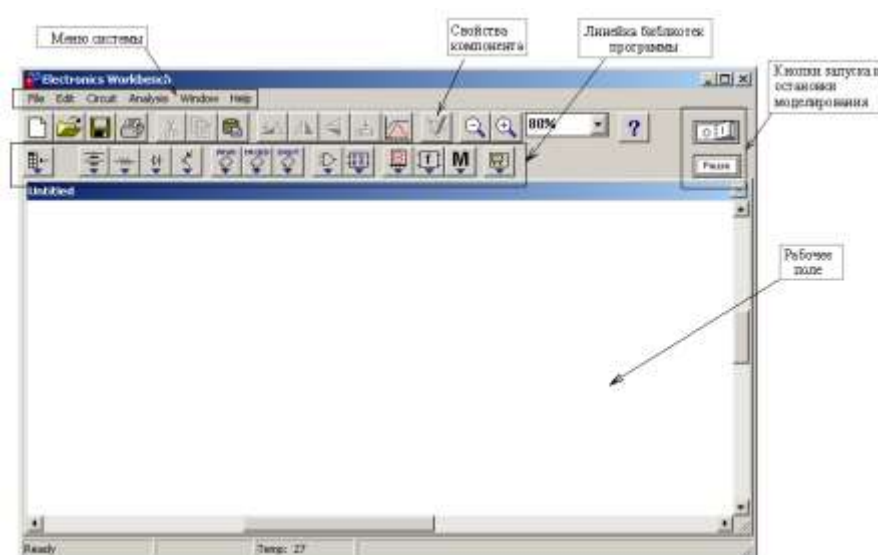 Меню системы
Свойства
компонента
Линейка библиотек
программы
Кнопки запуска и
остановки
моделирования
Electronics Workbench
File Edit Circuit Analysis Window Help
80%
?
Pause
M
Untitled
Рабочее
поле
Ready
Temp: 27